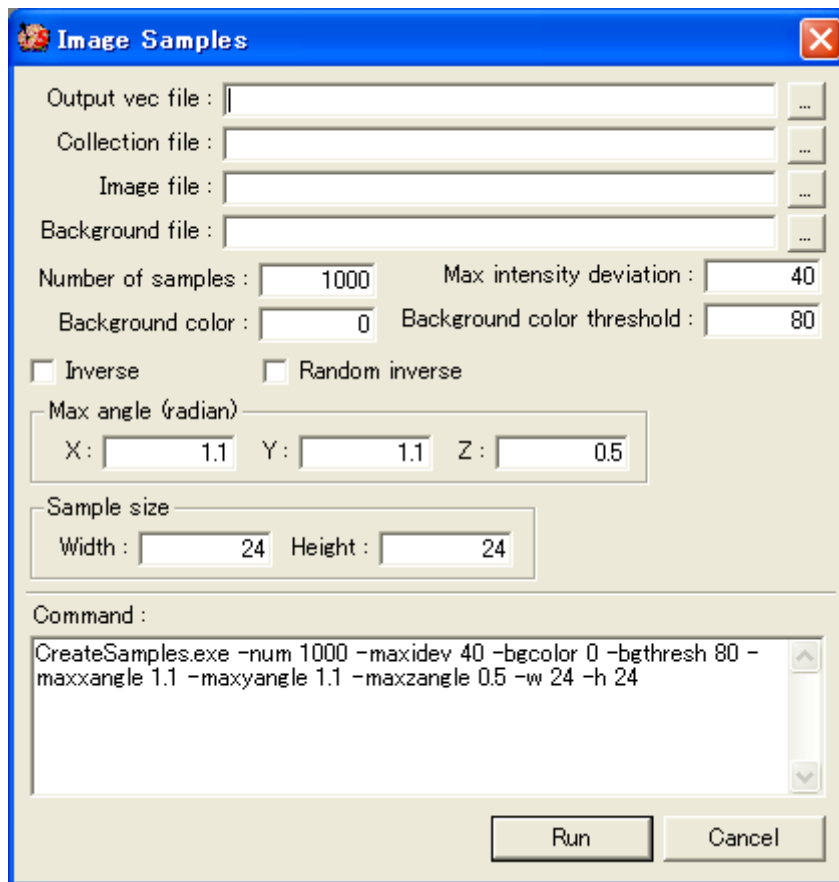 Image Samples
Output vec file : ...
Collection file : ...
Image file : ...
Background file : ...
Number of samples : 1000 Max intensity deviation : 40
Background color : 0 Background color threshold : 80
Inverse Random inverse
Max angle (radian)
X : 1.1 Y : 1.1 Z : 0.5
Sample size
Width : 24 Height : 24
Command :
CreateSamples.exe -num 1000 -maxidev 40 -bgcolor 0 -bgthresh 80 -
maxxangle 1.1 -maxyangle 1.1 -maxzangle 0.5 -w 24 -h 24
Run Cancel